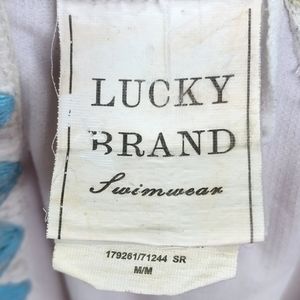 LUCKY
BRAND
Swimwear
179261/71244 SR
M/M